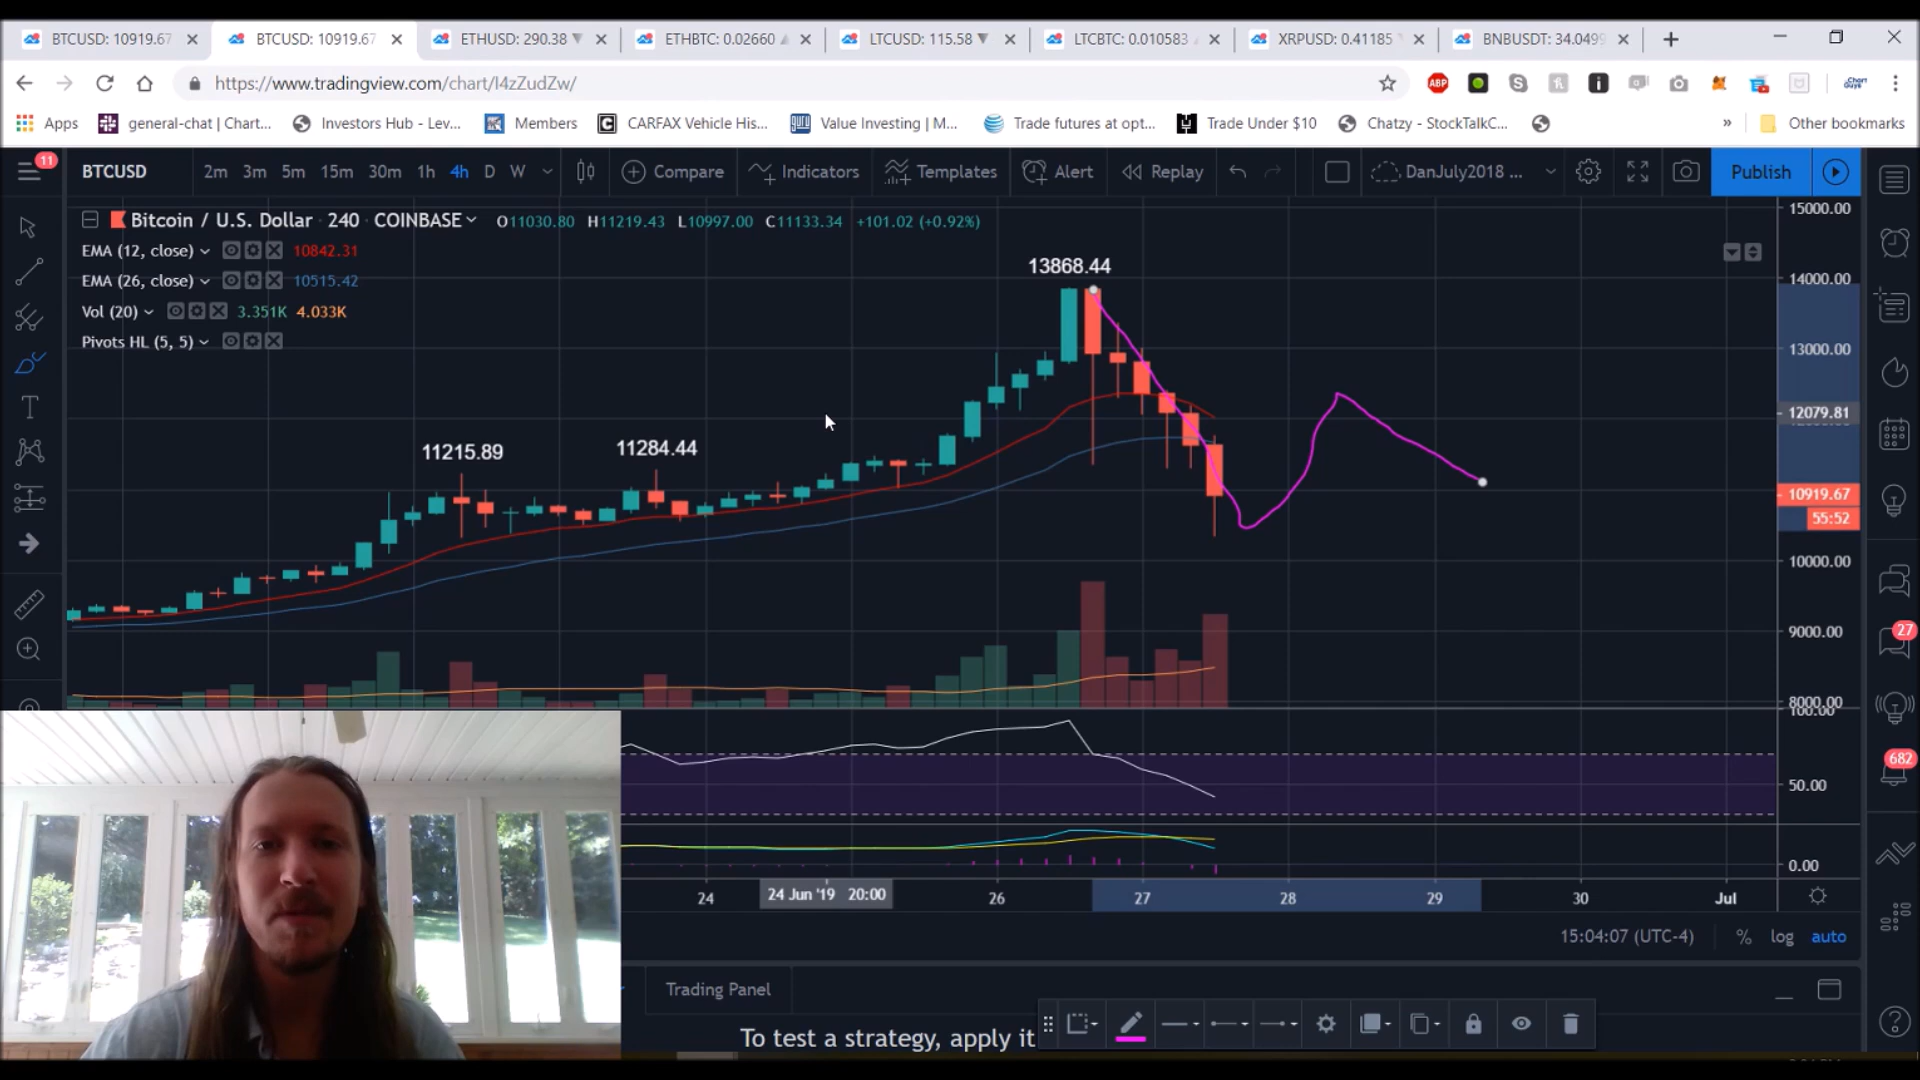 BTCUSD: 10919.67
BTCUSD: 10919.67
ETHUSD: 290.38 ▼
ETHBTC: 0.02660
LTCUSD: 115.58 ▼
LTCBTC: 0.010583
XRPUSD: 0.41185 ▼
BNBUSDT: 34.0499
https://www.tradingview.com/chart/I4zZudZw/
ABP
Apps
general-chat | Chart...
Investors Hub - Lev...
Members
CARFAX Vehicle His...
guru
Value Investing | M...
Trade futures at opt...
Trade Under $10
Chatzy - StockTalkC...
»
Other bookmarks
11
BTCUSD
2m 3m 5m 15m 30m 1h 4h D W
Compare
Indicators
Templates
Alert
Replay
DanJuly2018 ...
Publish
Bitcoin / U.S. Dollar · 240 · COINBASE
O11030.80 H11219.43 L10997.00 C11133.34 +101.02 (+0.92%)
EMA (12, close) 10842.31
EMA (26, close) 10515.42
Vol (20) 3.351K 4.033K
Pivots HL (5, 5)
13868.44
11215.89
11284.44
15000.00
14000.00
13000.00
12079.81
10919.67
55:52
10000.00
9000.00
8000.00
100.00
50.00
0.00
27
682
24
24 Jun '19 20:00
26
27
28
29
30
Jul
15:04:07 (UTC-4)
%
log
auto
Trading Panel
To test a strategy, apply it